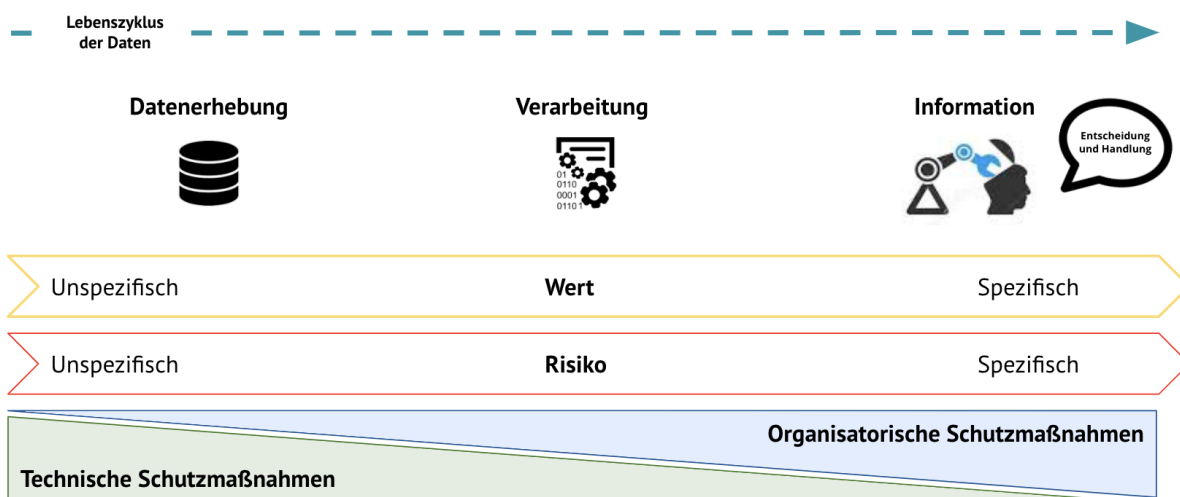 Lebenszyklus
der Daten
Datenerhebung
Verarbeitung
Information
Entscheidung
und Handlung
01
0110
0001
0110 1
Unspezifisch
Wert
Spezifisch
Unspezifisch
Risiko
Spezifisch
Organisatorische Schutzmaßnahmen
Technische Schutzmaßnahmen